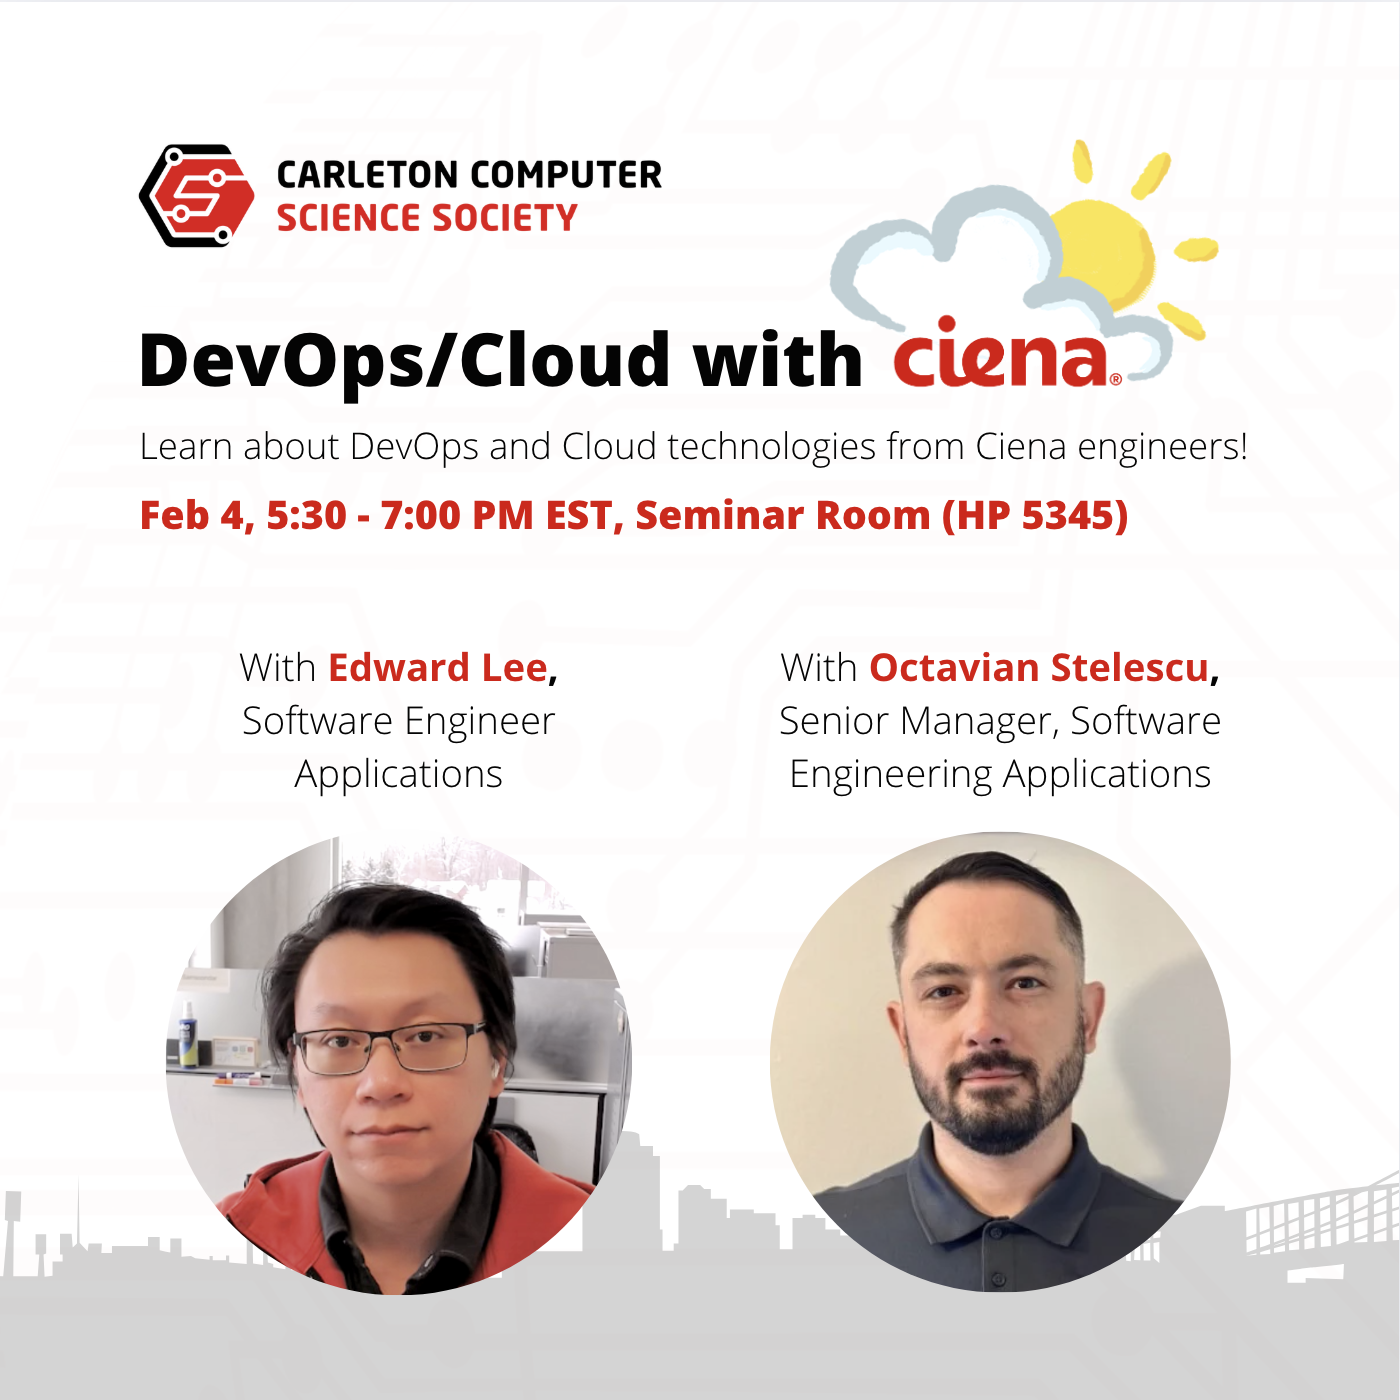 CARLETON COMPUTER
SCIENCE SOCIETY
DevOps/Cloud with ciena®
Learn about DevOps and Cloud technologies from Ciena engineers!
Feb 4, 5:30 - 7:00 PM EST, Seminar Room (HP 5345)
With Edward Lee,
Software Engineer
Applications
With Octavian Stelescu,
Senior Manager, Software
Engineering Applications